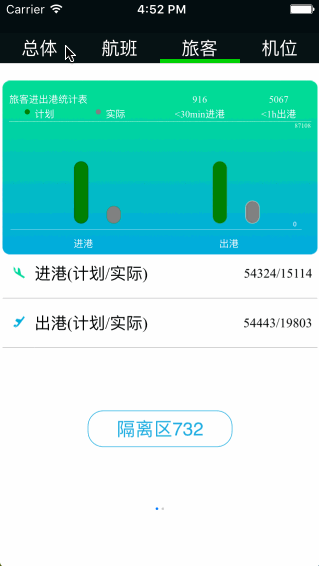 Carrier 4:52 PM
总体 航班 旅客 机位
旅客进出港统计表 916 5067
计划 实际 <30min进港 <1h出港
87106
0
进港 出港
进港(计划/实际) 54324/15114
出港(计划/实际) 54443/19803
隔离区732